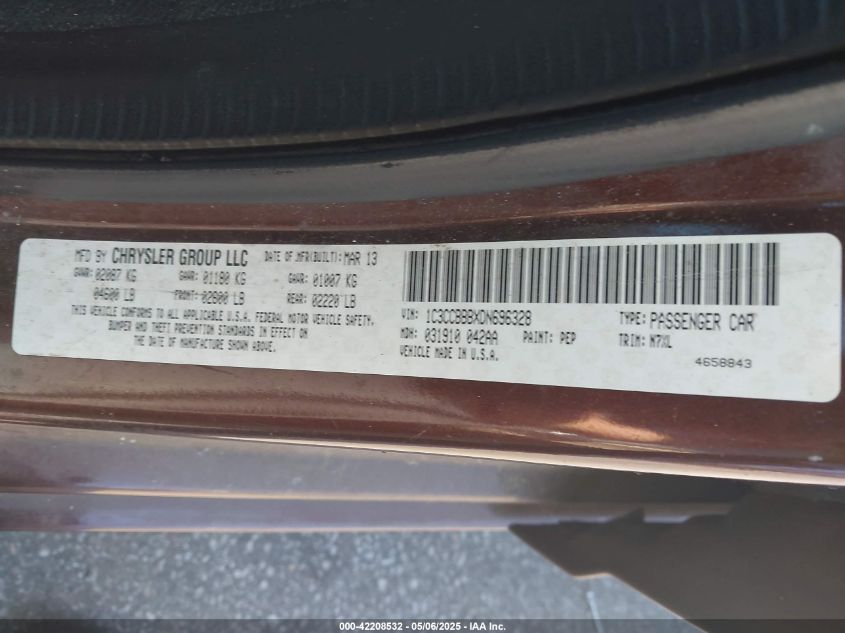 MFD BY CHRYSLER GROUP LLC DATE OF MFR(BUILT): MAR 13
GVWR: 02087 KG GAWR: 01180 KG GAWR: 01007 KG
04600 LB FRONT: 02600 LB REAR: 02220 LB
THIS VEHICLE CONFORMS TO ALL APPLICABLE U.S.A. FEDERAL MOTOR VEHICLE SAFETY,
BUMPER AND THEFT PREVENTION STANDARDS IN EFFECT ON
THE DATE OF MANUFACTURE SHOWN ABOVE.
VIN: 1C3CCBBBXDN696328 TYPE: PASSENGER CAR
MDH: 031910 042AA PAINT: PEP TRIM: M7XL
VEHICLE MADE IN U.S.A. 4658843
000-42208532 - 05/06/2025 - IAA Inc.